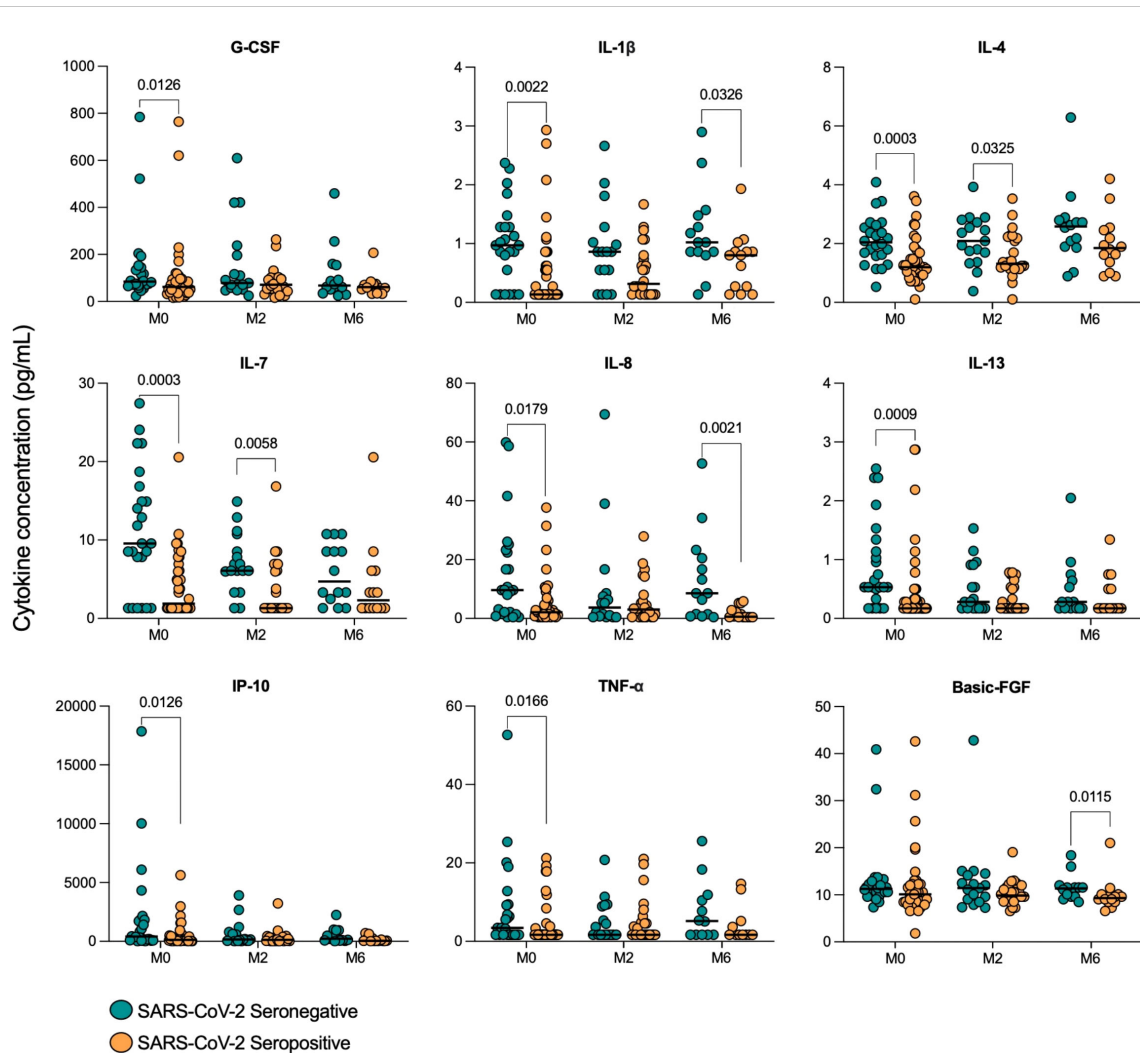 G-CSF
1000
800
600
400
200
0
0.0126
M0 M2 M6
IL-1β
4
3
2
1
0
0.0022
0.0326
M0 M2 M6
IL-4
8
6
4
2
0
0.0003
0.0325
M0 M2 M6
Cytokine concentration (pg/mL)
IL-7
30
20
10
0
0.0003
0.0058
M0 M2 M6
IL-8
80
60
40
20
0
0.0179
0.0021
M0 M2 M6
IL-13
4
3
2
1
0
0.0009
M0 M2 M6
IP-10
20000
15000
10000
5000
0
0.0126
M0 M2 M6
TNF-α
60
40
20
0
0.0166
M0 M2 M6
Basic-FGF
50
40
30
20
10
0
0.0115
M0 M2 M6
SARS-CoV-2 Seronegative
SARS-CoV-2 Seropositive